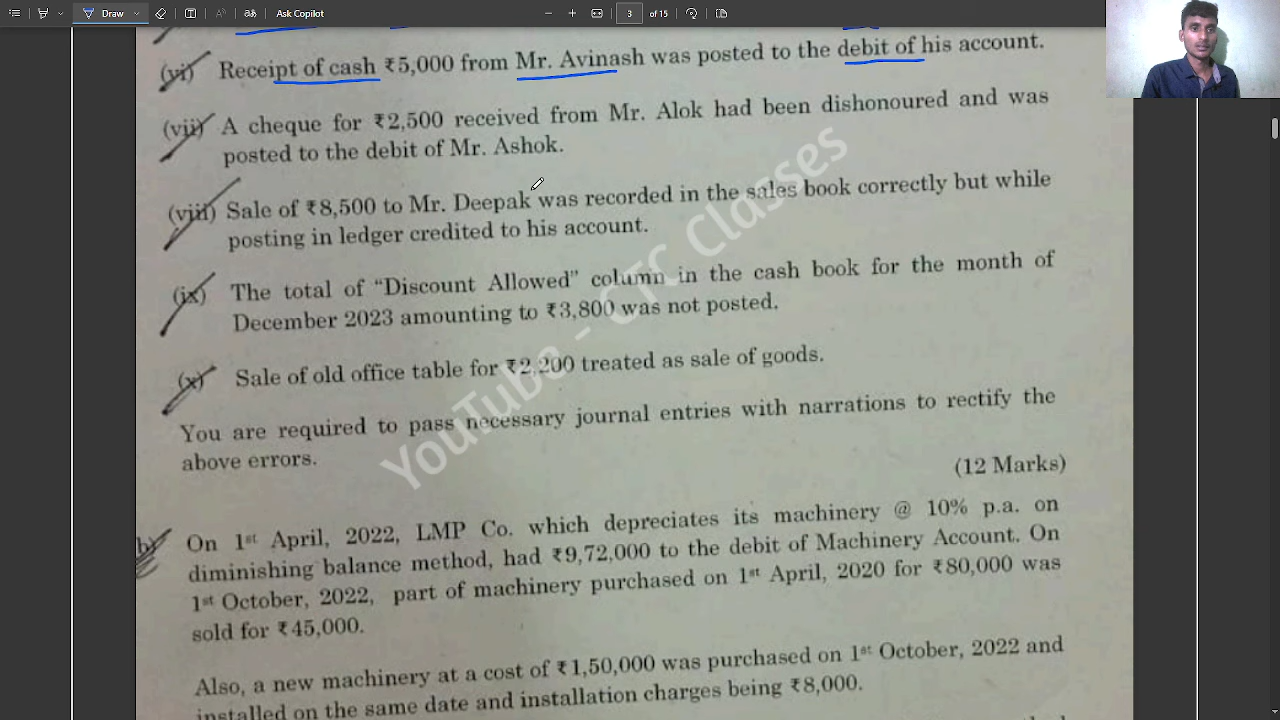 Draw
Ask Copilot
3 of 15
(vi) Receipt of cash ₹5,000 from Mr. Avinash was posted to the debit of his account.
(vii) A cheque for ₹2,500 received from Mr. Alok had been dishonoured and was
posted to the debit of Mr. Ashok.
(viii) Sale of ₹8,500 to Mr. Deepak was recorded in the sales book correctly but while
posting in ledger credited to his account.
(ix) The total of “Discount Allowed” column in the cash book for the month of
December 2023 amounting to ₹3,800 was not posted.
(x) Sale of old office table for ₹2,200 treated as sale of goods.
You are required to pass necessary journal entries with narrations to rectify the
above errors.
(12 Marks)
b) On 1st April, 2022, LMP Co. which depreciates its machinery @ 10% p.a. on
diminishing balance method, had ₹9,72,000 to the debit of Machinery Account. On
1st October, 2022, part of machinery purchased on 1st April, 2020 for ₹80,000 was
sold for ₹45,000.
Also, a new machinery at a cost of ₹1,50,000 was purchased on 1st October, 2022 and
installed on the same date and installation charges being ₹8,000.
YouTube - CTC Classes